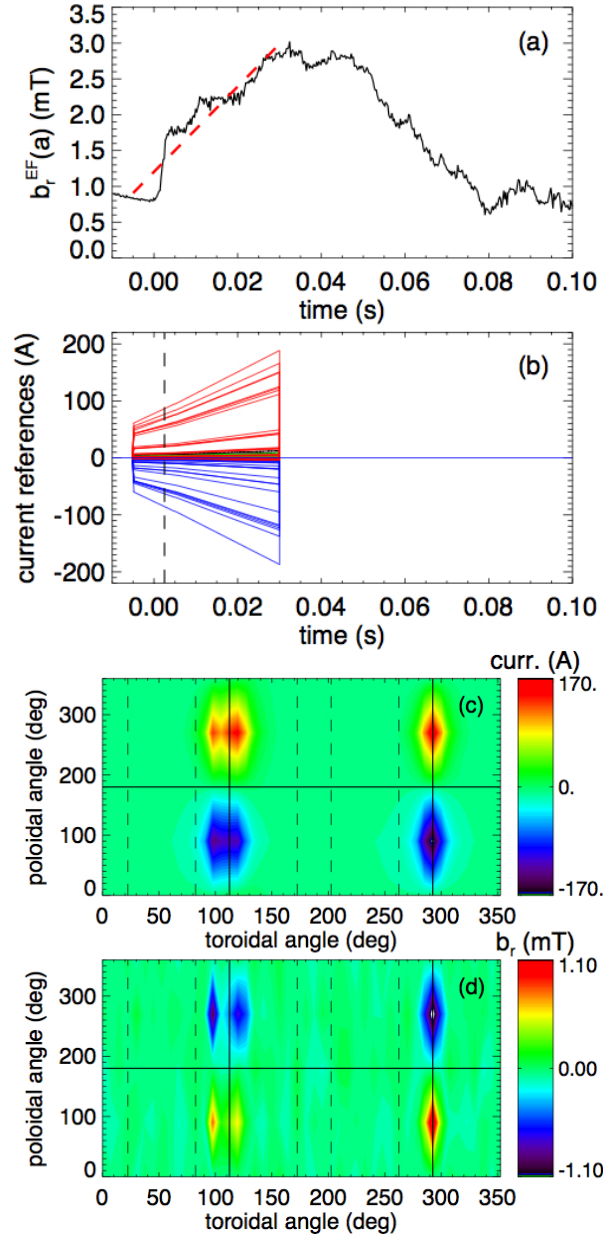 (a)
3.5
3.0
2.5
2.0
1.5
1.0
0.5
0.0
b_r^EF(a) (mT)
0.00 0.02 0.04 0.06 0.08 0.10
time (s)
(b)
200
100
0
-100
-200
current references (A)
0.00 0.02 0.04 0.06 0.08 0.10
time (s)
curr. (A)
(c)
300
200
100
0
poloidal angle (deg)
170.
0.
-170.
0 50 100 150 200 250 300 350
toroidal angle (deg)
b_r (mT)
(d)
300
200
100
0
poloidal angle (deg)
1.10
0.00
-1.10
0 50 100 150 200 250 300 350
toroidal angle (deg)